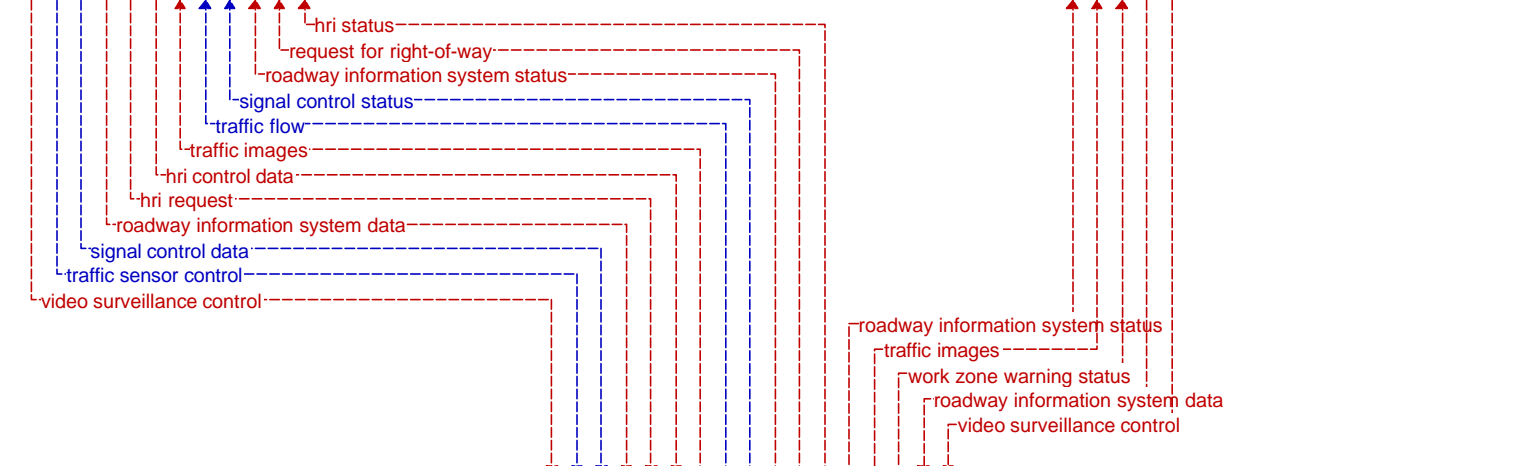 hri status
request for right-of-way
roadway information system status
signal control status
traffic flow
traffic images
hri control data
hri request
roadway information system data
signal control data
traffic sensor control
video surveillance control
roadway information system status
traffic images
work zone warning status
roadway information system data
video surveillance control